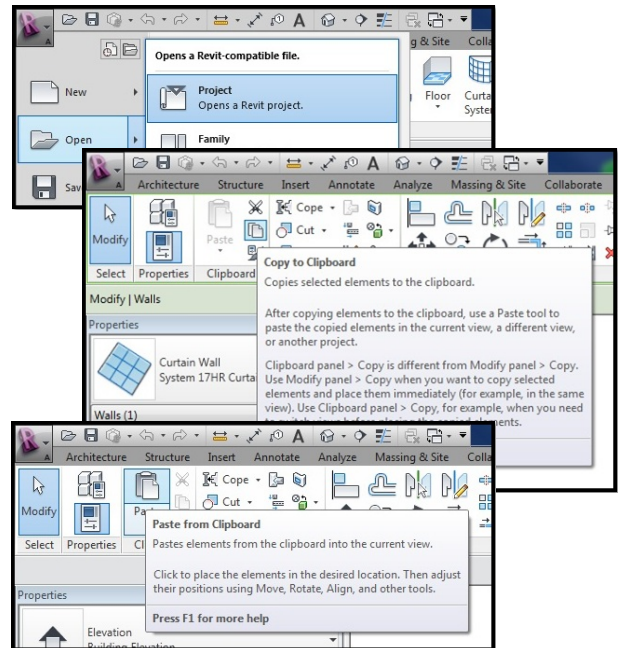 A
g & Site Colla
Opens a Revit-compatible file.
New
Project
Opens a Revit project.
Floor Curta
Syste
Open
Family
Sav
A
Architecture Structure Insert Annotate Analyze Massing & Site Collaborate
Modify
Paste
Cope
Cut
Select Properties Clipboard
Copy to Clipboard
Copies selected elements to the clipboard.
Modify | Walls
After copying elements to the clipboard, use a Paste tool to
paste the copied elements in the current view, a different view,
or another project.
Properties
Curtain Wall
System 17HR Curta
Clipboard panel > Copy is different from Modify panel > Copy.
Use Modify panel > Copy when you want to copy selected
elements and place them immediately (for example, in the same
view). Use Clipboard panel > Copy, for example, when you need
Walls (1)
A
Architecture Structure Insert Annotate Analyze Massing & Site Colla
Modify
Pa
Cope
Cut
Select Properties Cl
Paste from Clipboard
Pastes elements from the clipboard into the current view.
Click to place the elements in the desired location. Then adjust
their positions using Move, Rotate, Align, and other tools.
Properties
Press F1 for more help
Elevation
Building Elevation